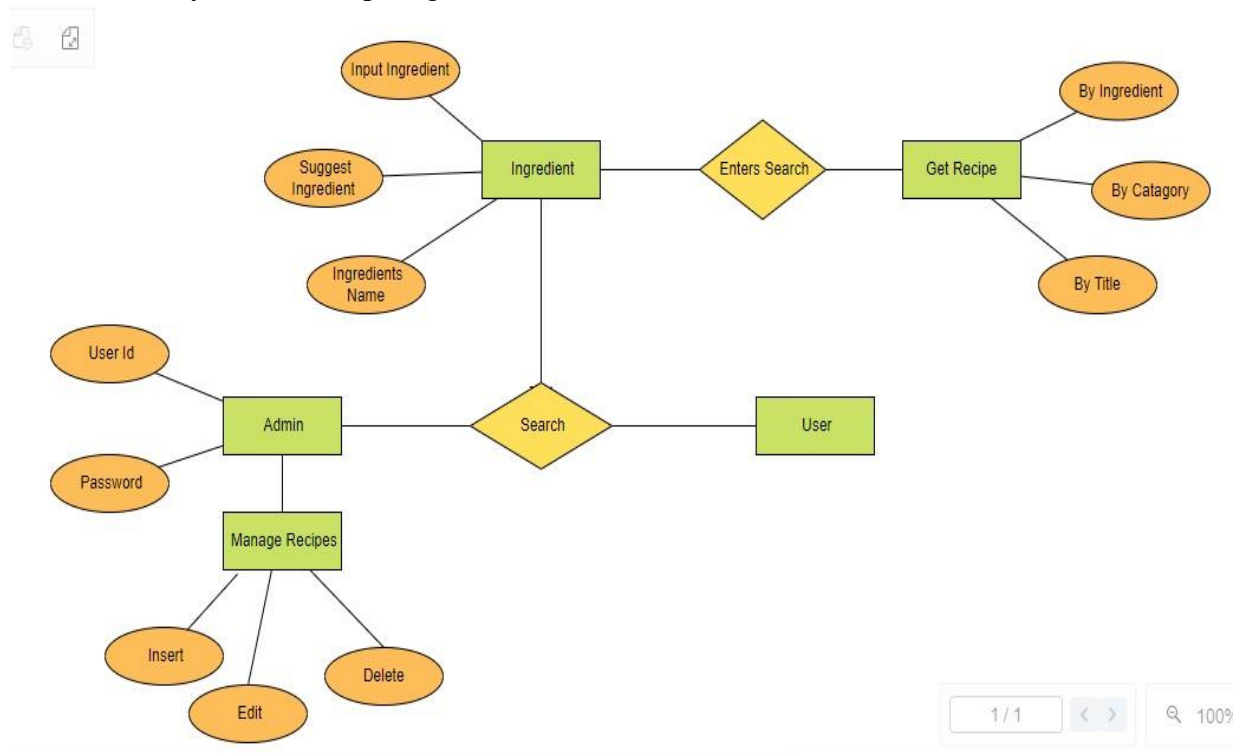 Input Ingredient
By Ingredient
Suggest
Ingredient
Ingredient
Enters Search
Get Recipe
By Catagory
Ingredients
Name
By Title
User Id
Admin
Search
User
Password
Manage Recipes
Insert
Delete
Edit
1 / 1
100%